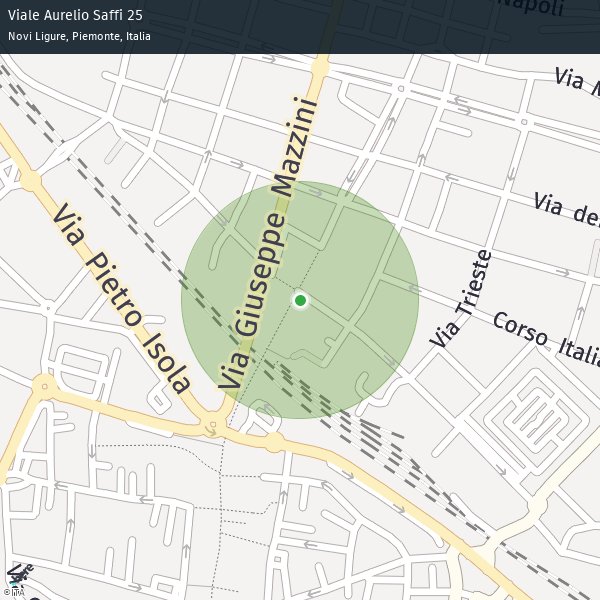 Viale Aurelio Saffi 25
Novi Ligure, Piemonte, Italia
Napoli
Via
Via Giuseppe Mazzini
Via Pietro Isola
Via
Via Trieste
Corso Italia
© ITA